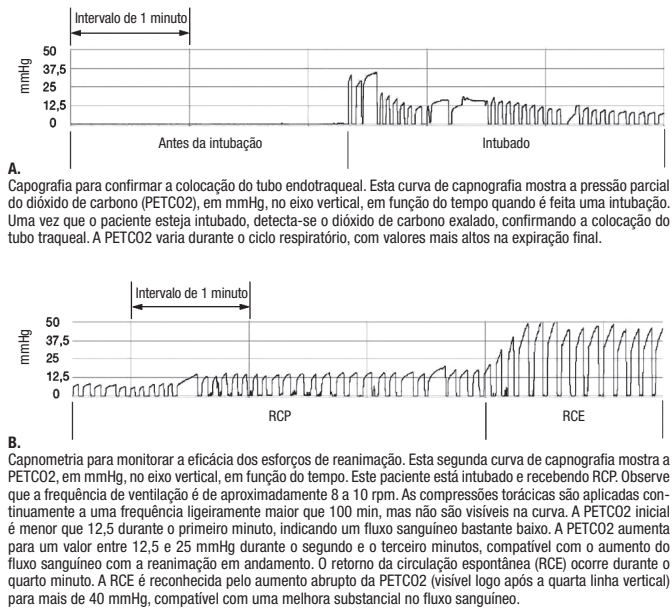 Intervalo de 1 minuto
50
37,5
25
12,5
0
mmHg
Antes da intubação
Intubado
A.
Capografia para confirmar a colocação do tubo endotraqueal. Esta curva de capnografia mostra a pressão parcial
do dióxido de carbono (PETCO2), em mmHg, no eixo vertical, em função do tempo quando é feita uma intubação.
Uma vez que o paciente esteja intubado, detecta-se o dióxido de carbono exalado, confirmando a colocação do
tubo traqueal. A PETCO2 varia durante o ciclo respiratório, com valores mais altos na expiração final.
Intervalo de 1 minuto
50
37,5
25
12,5
0
mmHg
RCP
RCE
B.
Capnometria para monitorar a eficácia dos esforços de reanimação. Esta segunda curva de capnografia mostra a
PETCO2, em mmHg, no eixo vertical, em função do tempo. Este paciente está intubado e recebendo RCP. Observe
que a frequência de ventilação é de aproximadamente 8 a 10 rpm. As compressões torácicas são aplicadas con-
tinuamente a uma frequência ligeiramente maior que 100 min, mas não são visíveis na curva. A PETCO2 inicial
é menor que 12,5 durante o primeiro minuto, indicando um fluxo sanguíneo bastante baixo. A PETCO2 aumenta
para um valor entre 12,5 e 25 mmHg durante o segundo e o terceiro minutos, compatível com o aumento do
fluxo sanguíneo com a reanimação em andamento. O retorno da circulação espontânea (RCE) ocorre durante o
quarto minuto. A RCE é reconhecida pelo aumento abrupto da PETCO2 (visível logo após a quarta linha vertical)
para mais de 40 mmHg, compatível com uma melhora substancial no fluxo sanguíneo.